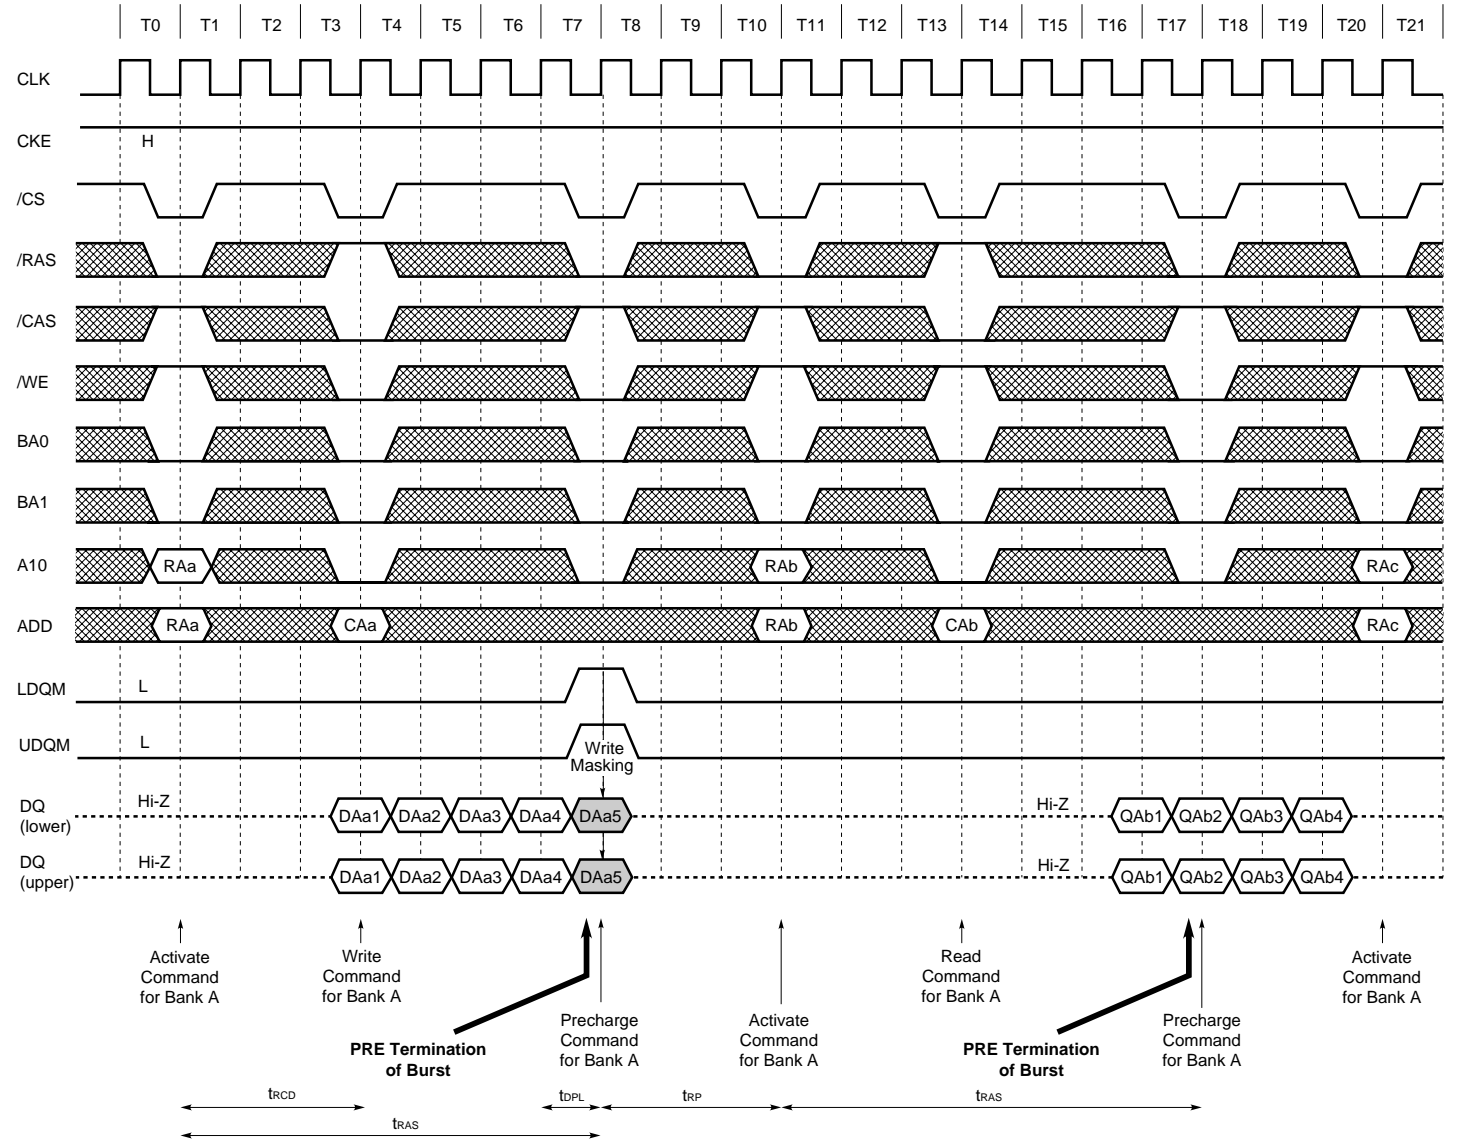 T0 T1 T2 T3 T4 T5 T6 T7 T8 T9 T10 T11 T12 T13 T14 T15 T16 T17 T18 T19 T20 T21
CLK
CKE H
/CS
/RAS
/CAS
/WE
BA0
BA1
A10 RAa RAb RAc
ADD RAa CAa RAb CAb RAc
LDQM L
UDQM L
Write
Masking
DQ
(lower)
Hi-Z DAa1 DAa2 DAa3 DAa4 DAa5 Hi-Z QAb1 QAb2 QAb3 QAb4
DQ
(upper)
Hi-Z DAa1 DAa2 DAa3 DAa4 DAa5 Hi-Z QAb1 QAb2 QAb3 QAb4
Activate
Command
for Bank A
Write
Command
for Bank A
PRE Termination
of Burst
Precharge
Command
for Bank A
Activate
Command
for Bank A
Read
Command
for Bank A
PRE Termination
of Burst
Precharge
Command
for Bank A
Activate
Command
for Bank A
tRCD tDPL tRP tRAS
tRAS